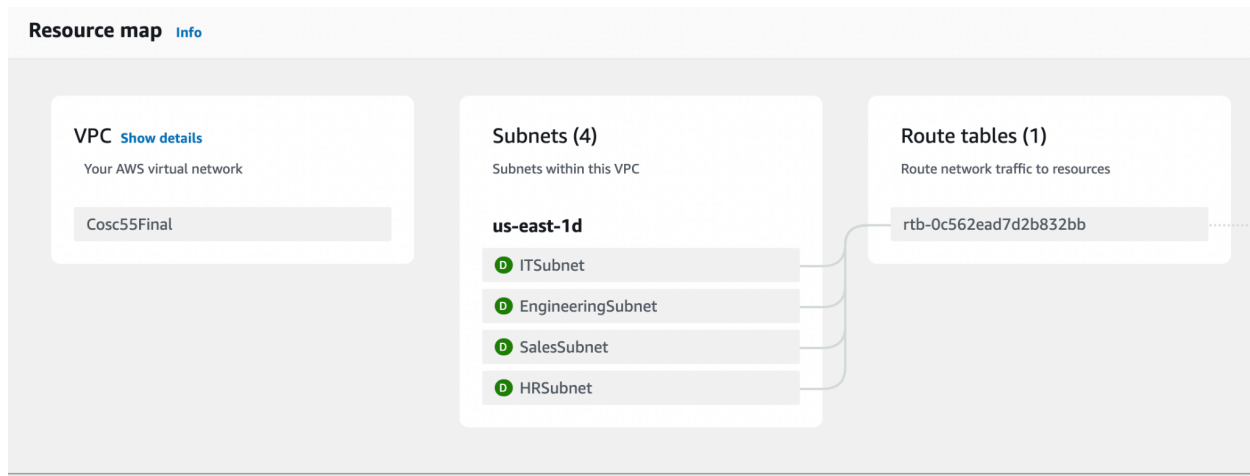 Resource map Info
VPC Show details
Your AWS virtual network
Cosc55Final
Subnets (4)
Subnets within this VPC
us-east-1d
D ITSubnet
D EngineeringSubnet
D SalesSubnet
D HRSubnet
Route tables (1)
Route network traffic to resources
rtb-0c562ead7d2b832bb